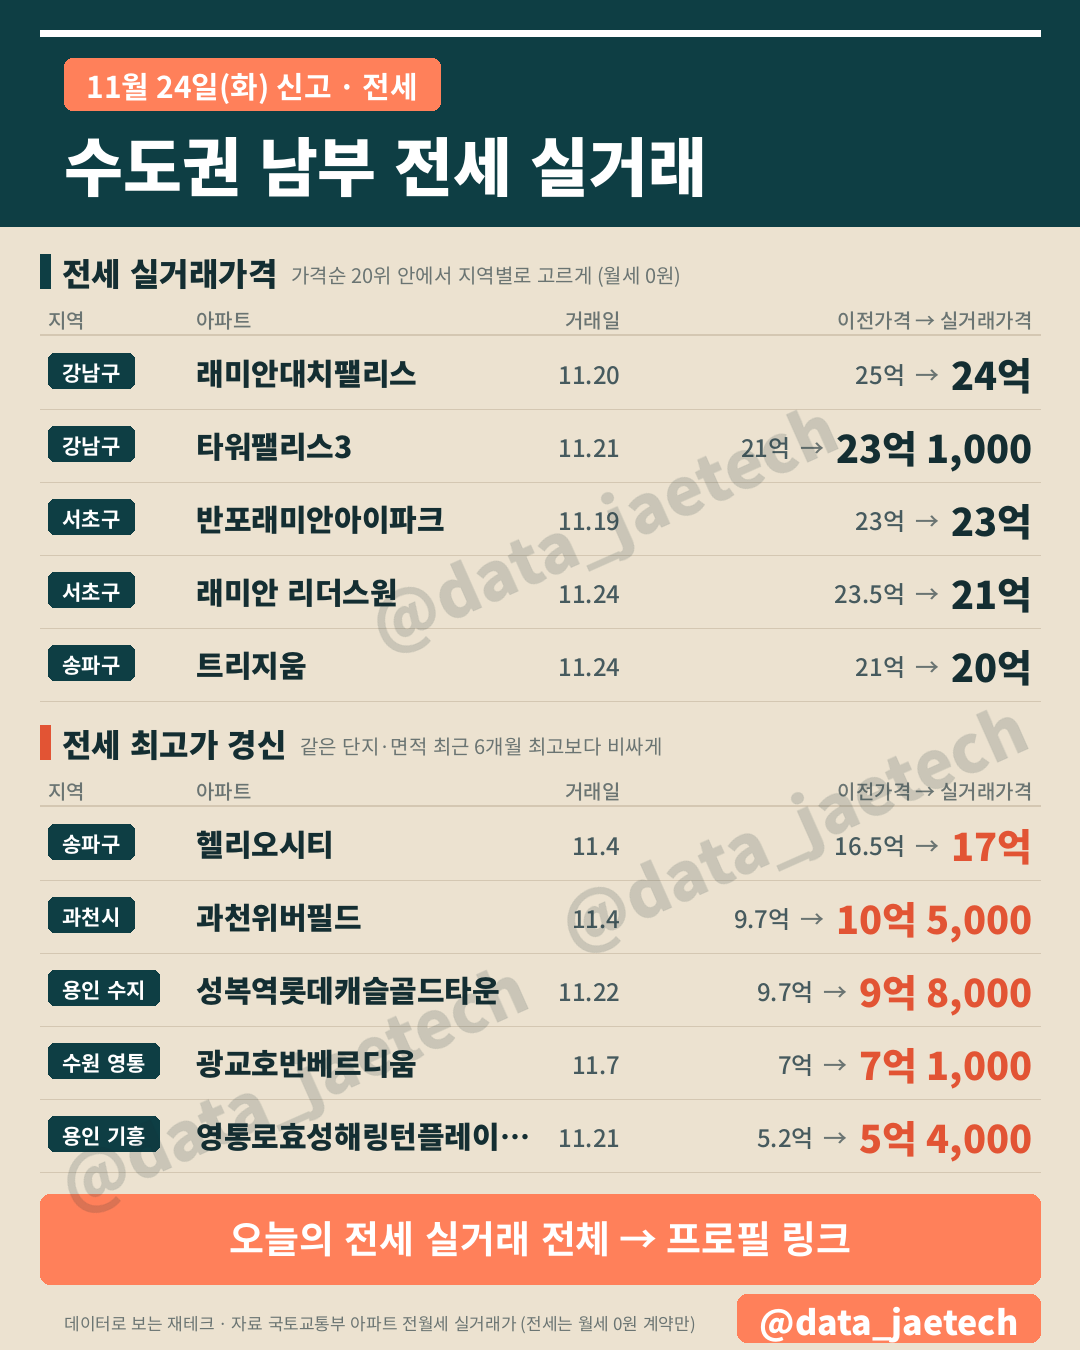 11월 24일(화) 신고 · 전세
수도권 남부 전세 실거래
전세 실거래가격 가격순 20위 안에서 지역별로 고르게 (월세 0원)
지역 아파트 거래일 이전가격 → 실거래가격
강남구 래미안대치팰리스 11.20 25억 → 24억
강남구 타워팰리스3 11.21 21억 → 23억 1,000
서초구 반포래미안아이파크 11.19 23억 → 23억
서초구 래미안 리더스원 11.24 23.5억 → 21억
송파구 트리지움 11.24 21억 → 20억
전세 최고가 경신 같은 단지·면적 최근 6개월 최고보다 비싸게
지역 아파트 거래일 이전가격 → 실거래가격
송파구 헬리오시티 11.4 16.5억 → 17억
과천시 과천위버필드 11.4 9.7억 → 10억 5,000
용인 수지 성복역롯데캐슬골드타운 11.22 9.7억 → 9억 8,000
수원 영통 광교호반베르디움 11.7 7억 → 7억 1,000
용인 기흥 영통로효성해링턴플레이… 11.21 5.2억 → 5억 4,000
@data_jaetech
@data_jaetech
@data_jaetech
오늘의 전세 실거래 전체 → 프로필 링크
데이터로 보는 재테크 · 자료 국토교통부 아파트 전월세 실거래가 (전세는 월세 0원 계약만)
@data_jaetech